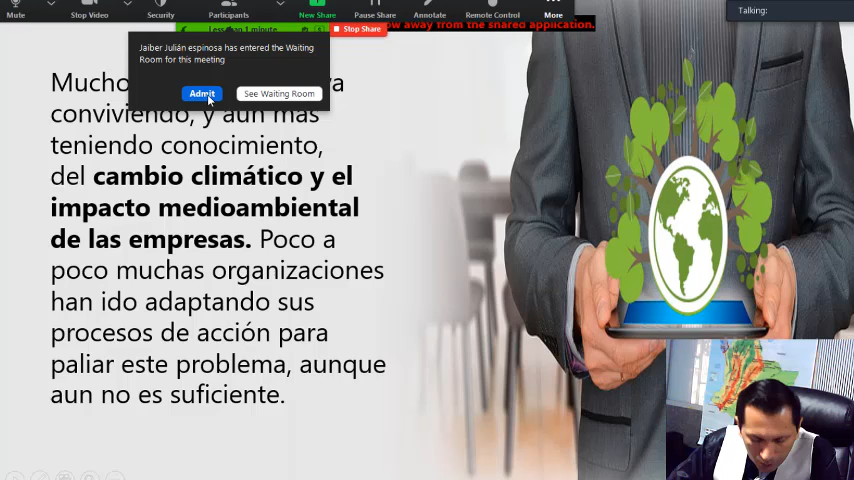 Mute
Stop Video
Security
Participants
New Share
Pause Share
Annotate
Remote Control
More
Talking:
Stop Share
away from the shared application.
Jaiber Julián espinosa has entered the Waiting
Room for this meeting
Admit
See Waiting Room
Mucho
conviviendo, y aún más
teniendo conocimiento,
del cambio climático y el
impacto medioambiental
de las empresas. Poco a
poco muchas organizaciones
han ido adaptando sus
procesos de acción para
paliar este problema, aunque
aun no es suficiente.